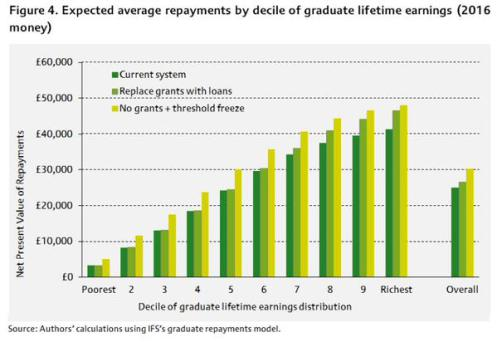 Figure 4. Expected average repayments by decile of graduate lifetime earnings (2016
money)
£60,000
£50,000
£40,000
£30,000
£20,000
£10,000
£0
Net Present Value of Repayments
Current system
Replace grants with loans
No grants + threshold freeze
Poorest 2 3 4 5 6 7 8 9 Richest Overall
Decile of graduate lifetime earnings distribution
Source: Authors' calculations using IFS's graduate repayments model.